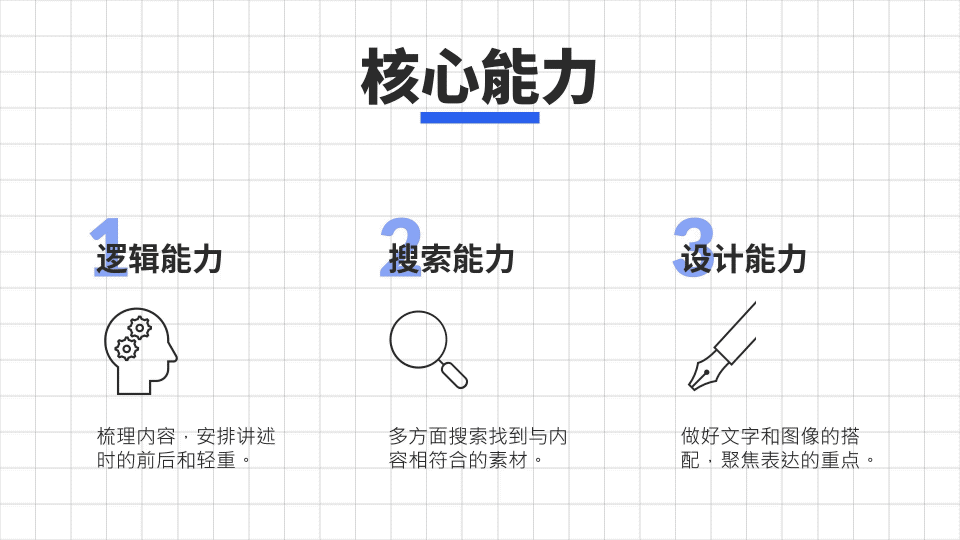 核心能力
1
逻辑能力
2
搜索能力
3
设计能力
梳理内容，安排讲述
时的前后和轻重。
多方面搜索找到与内
容相符合的素材。
做好文字和图像的搭
配，聚焦表达的重点。